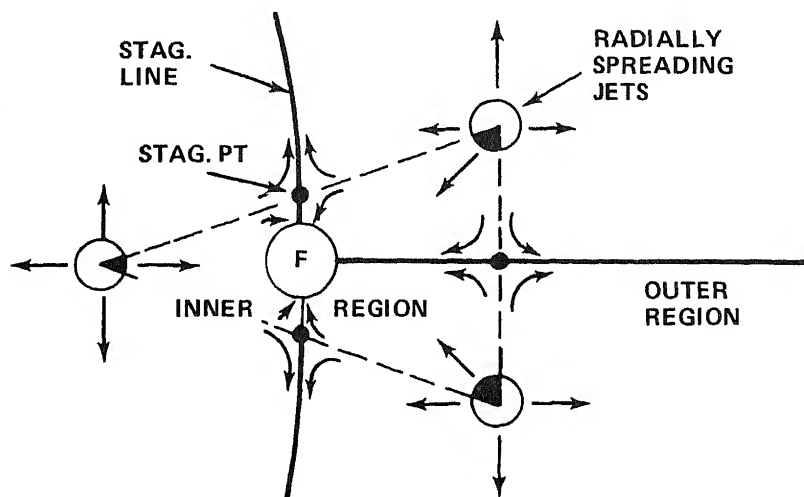 STAG.
LINE
RADIALLY
SPREADING
JETS
STAG. PT
F
INNER REGION
OUTER
REGION